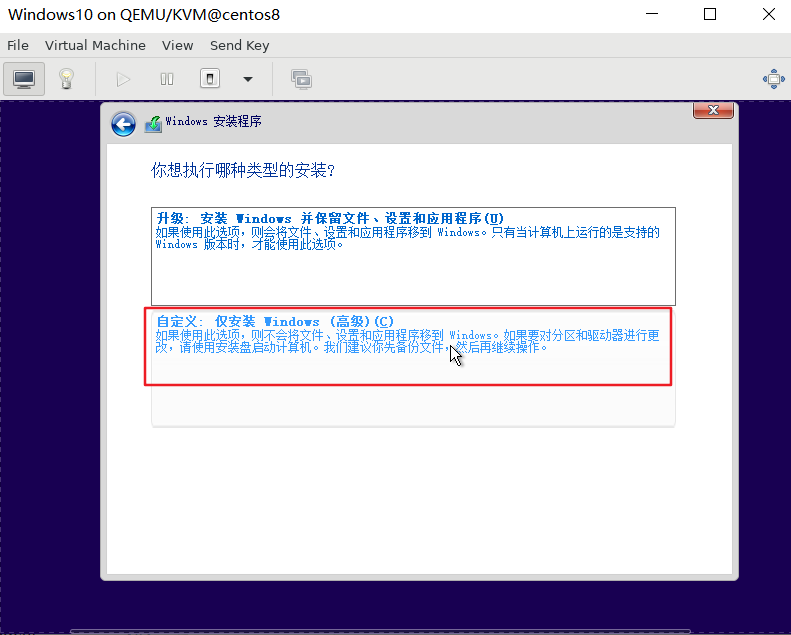 Windows10 on QEMU/KVM@centos8
File Virtual Machine View Send Key
Windows 安装程序
你想执行哪种类型的安装?
升级: 安装 Windows 并保留文件、设置和应用程序(U)
如果使用此选项，则会将文件、设置和应用程序移到 Windows。只有当计算机上运行的是支持的
Windows 版本时，才能使用此选项。
自定义: 仅安装 Windows (高级)(C)
如果使用此选项，则不会将文件、设置和应用程序移到 Windows。如果要对分区和驱动器进行更
改，请使用安装盘启动计算机。我们建议你先备份文件，然后再继续操作。